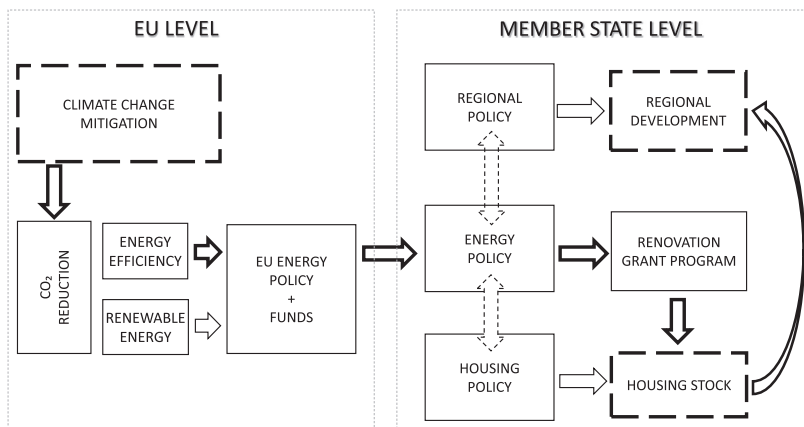 EU LEVEL
CLIMATE CHANGE
MITIGATION
CO₂
REDUCTION
ENERGY
EFFICIENCY
RENEWABLE
ENERGY
EU ENERGY
POLICY
+
FUNDS
MEMBER STATE LEVEL
REGIONAL
POLICY
REGIONAL
DEVELOPMENT
ENERGY
POLICY
RENOVATION
GRANT PROGRAM
HOUSING
POLICY
HOUSING STOCK